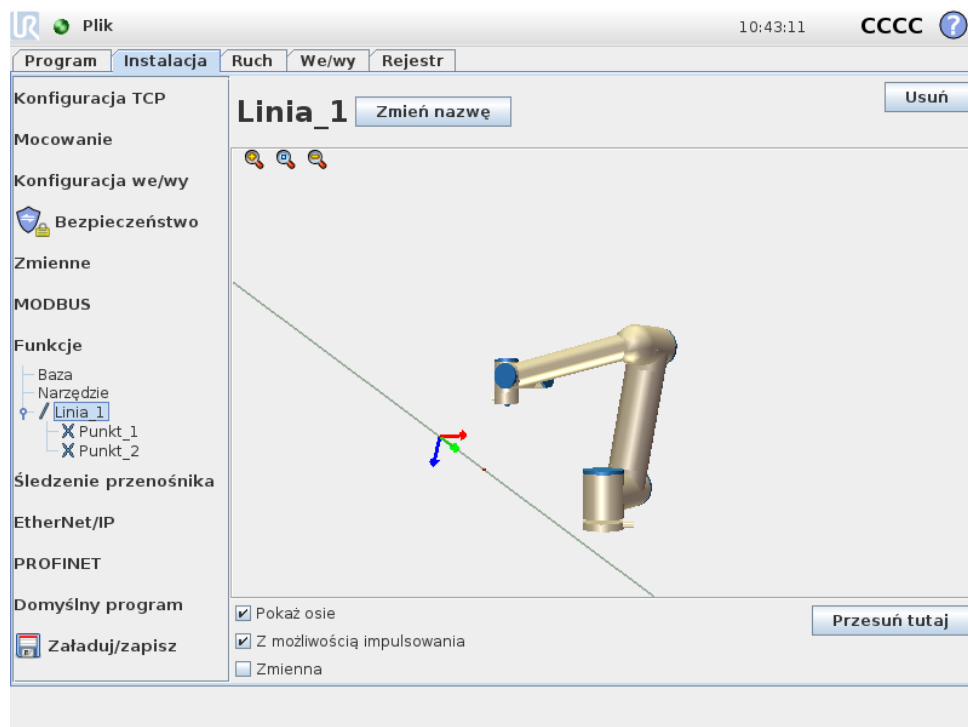 UR Plik 10:43:11 CCCC ?
Program Instalacja Ruch We/wy Rejestr
Konfiguracja TCP
Mocowanie
Konfiguracja we/wy
Bezpieczeństwo
Zmienne
MODBUS
Funkcje
Baza
Narzędzie
Linia_1
Punkt_1
Punkt_2
Śledzenie przenośnika
EtherNet/IP
PROFINET
Domyślny program
Załaduj/zapisz
Linia_1 Zmień nazwę Usuń
Pokaż osie
Z możliwością impulsowania
Zmienna
Przesuń tutaj